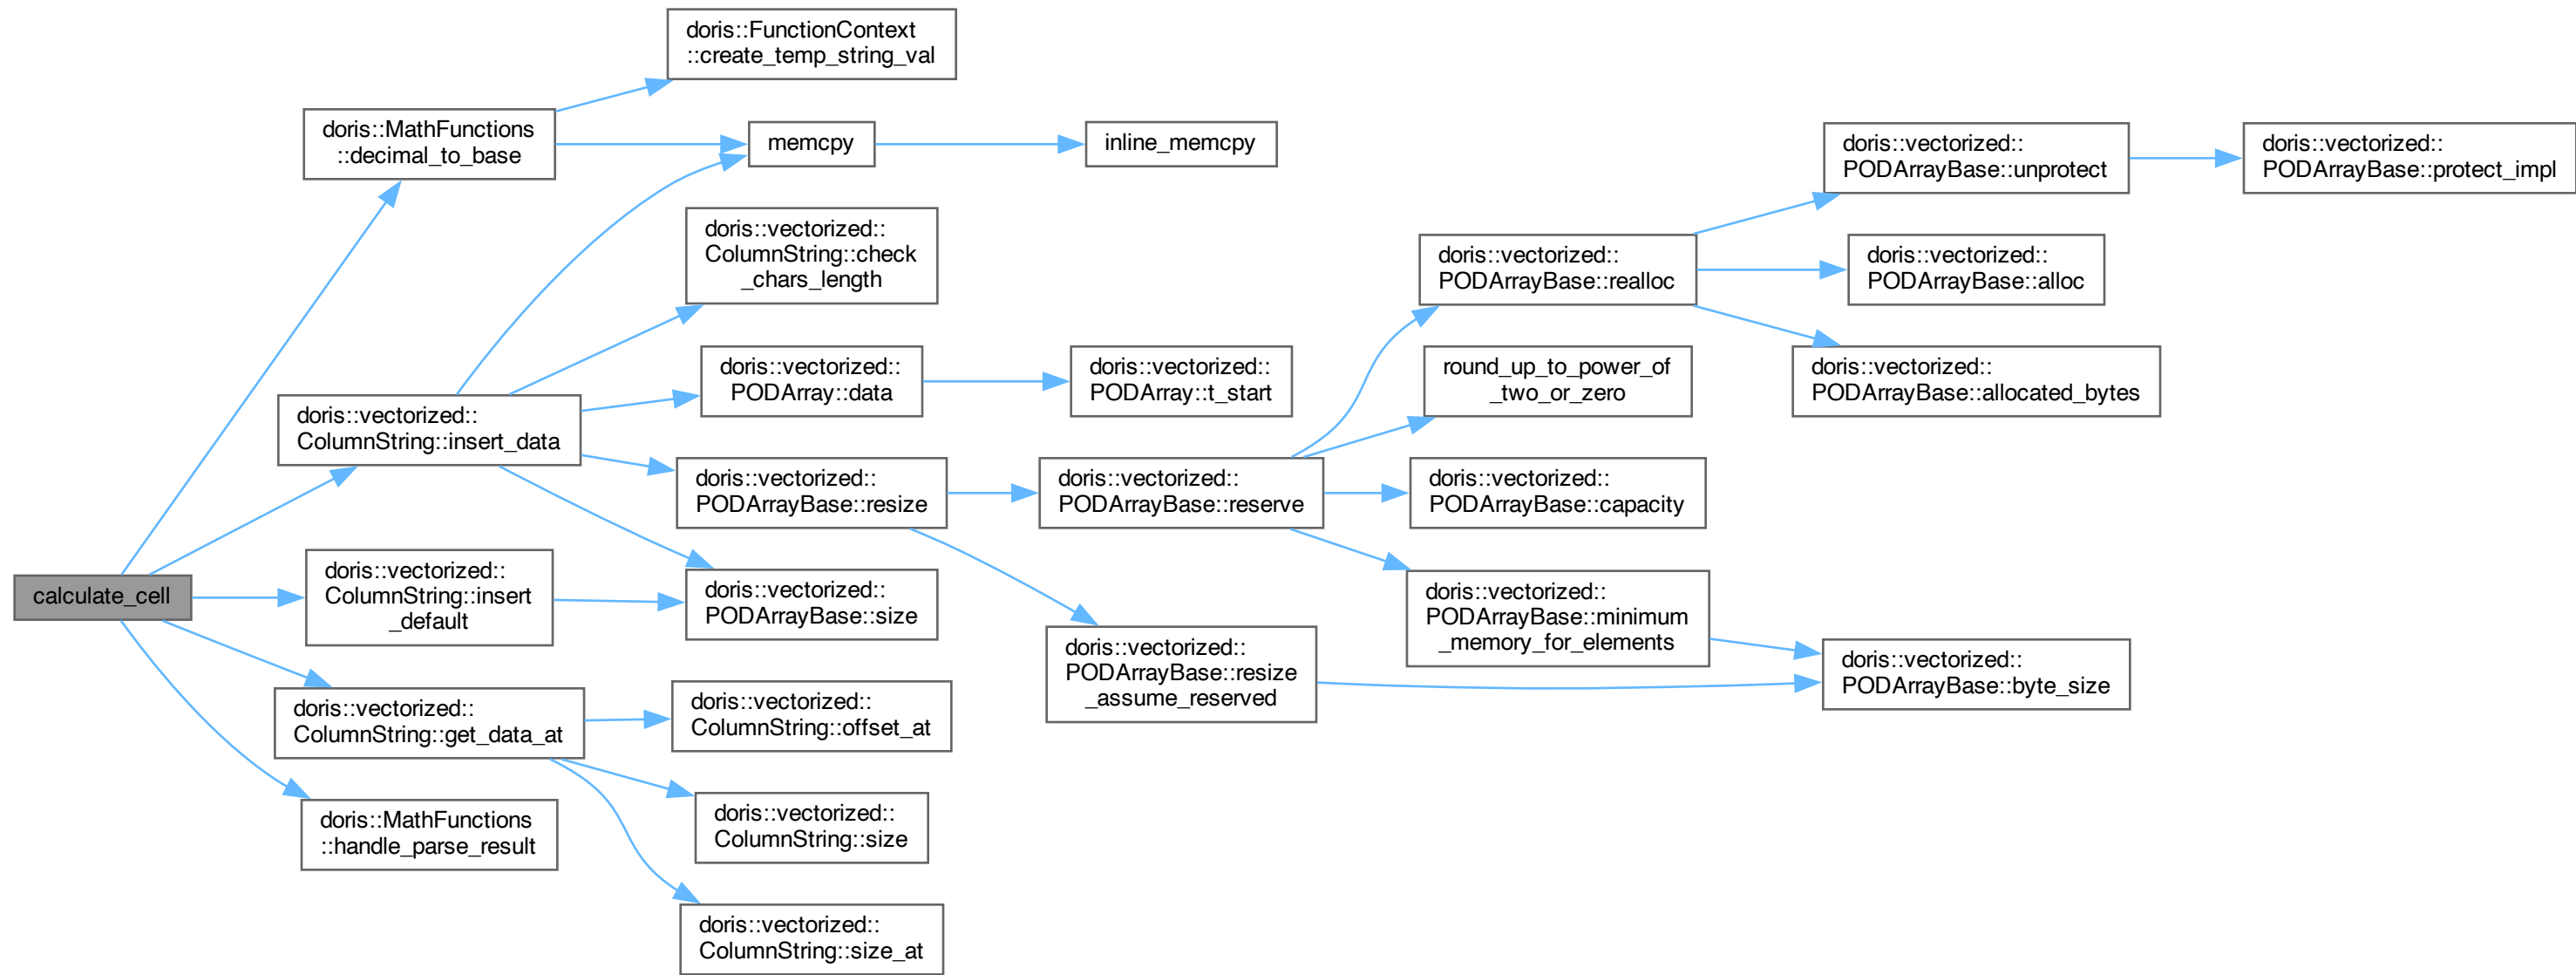 doris::FunctionContext
::create_temp_string_val
doris::MathFunctions
::decimal_to_base
memcpy
inline_memcpy
doris::vectorized::
PODArrayBase::unprotect
doris::vectorized::
PODArrayBase::protect_impl
doris::vectorized::
ColumnString::check
_chars_length
doris::vectorized::
PODArrayBase::realloc
doris::vectorized::
PODArrayBase::alloc
doris::vectorized::
PODArray::data
doris::vectorized::
PODArray::t_start
round_up_to_power_of
_two_or_zero
doris::vectorized::
PODArrayBase::allocated_bytes
doris::vectorized::
ColumnString::insert_data
doris::vectorized::
PODArrayBase::resize
doris::vectorized::
PODArrayBase::reserve
doris::vectorized::
PODArrayBase::capacity
calculate_cell
doris::vectorized::
ColumnString::insert
_default
doris::vectorized::
PODArrayBase::size
doris::vectorized::
PODArrayBase::minimum
_memory_for_elements
doris::vectorized::
PODArrayBase::resize
_assume_reserved
doris::vectorized::
PODArrayBase::byte_size
doris::vectorized::
ColumnString::get_data_at
doris::vectorized::
ColumnString::offset_at
doris::MathFunctions
::handle_parse_result
doris::vectorized::
ColumnString::size
doris::vectorized::
ColumnString::size_at